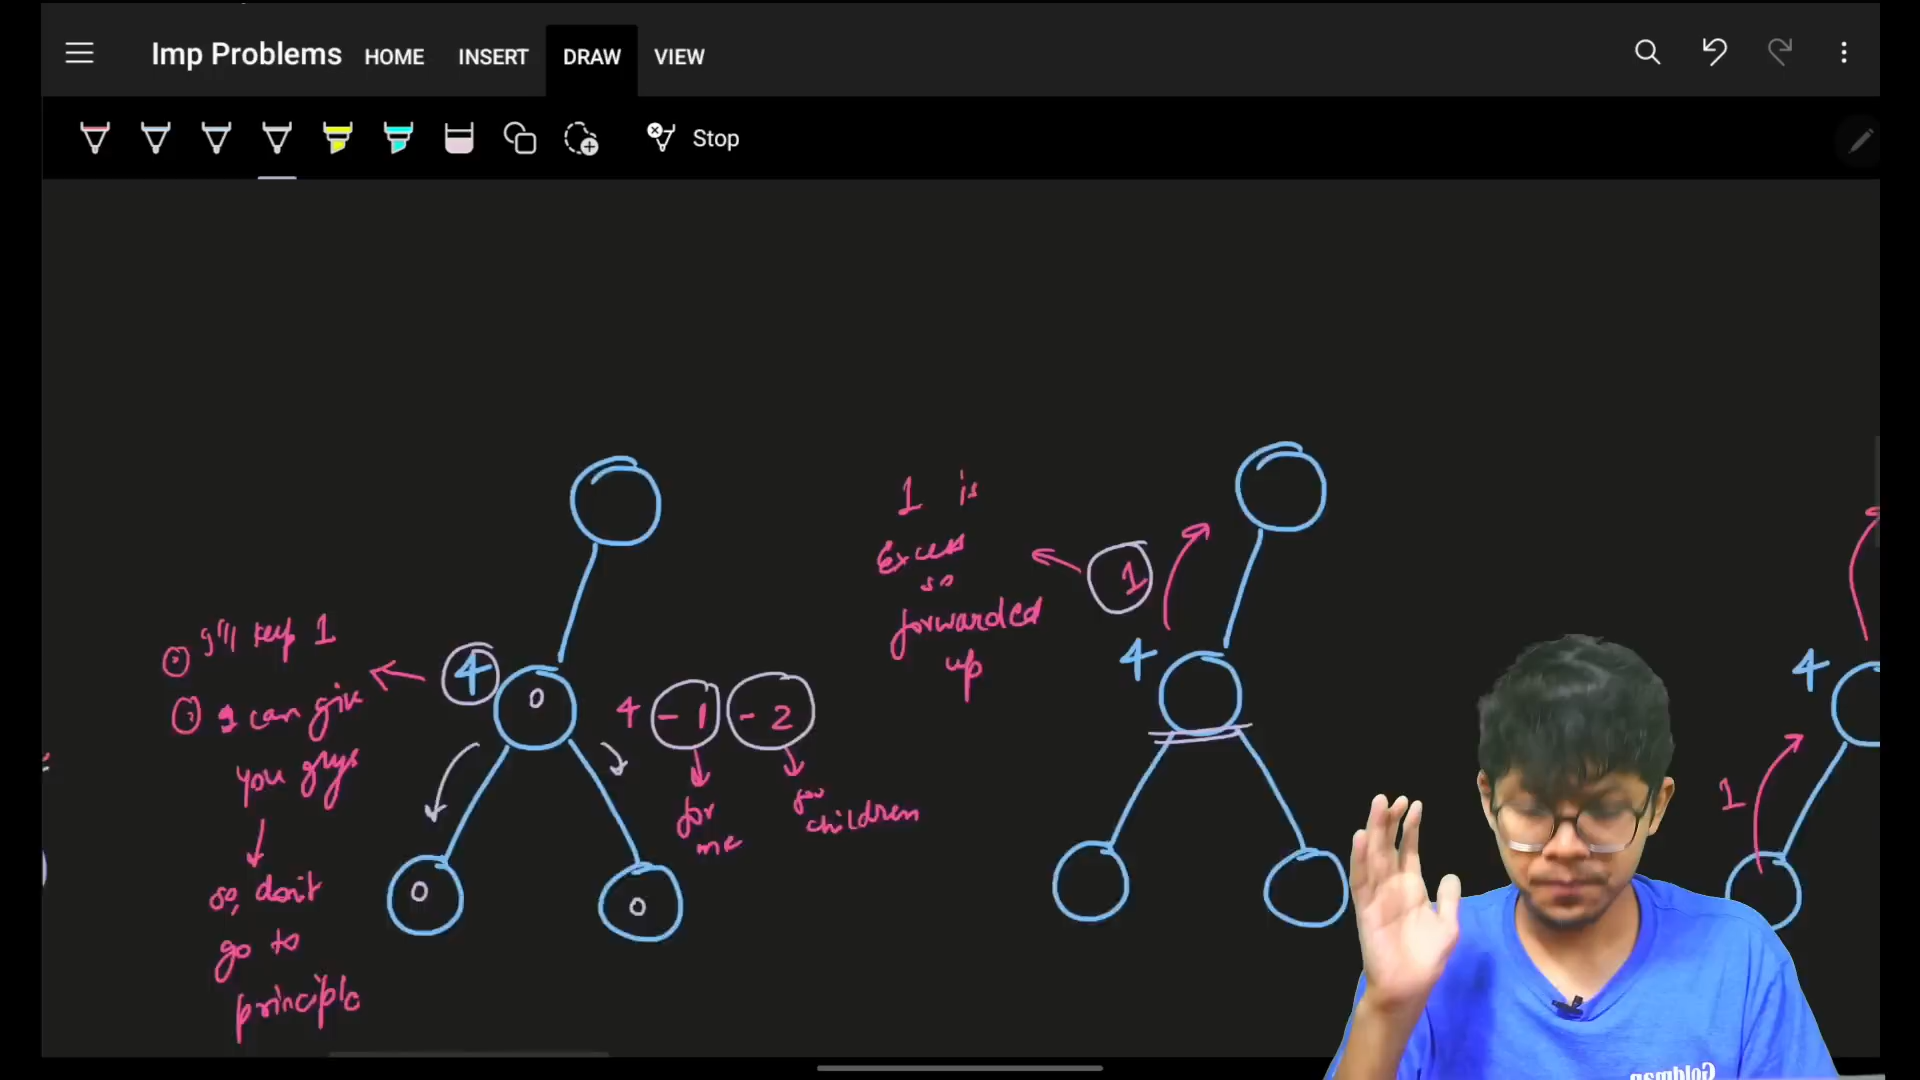 Imp Problems HOME INSERT DRAW VIEW
Stop
I'll keep 1
I can give
you guys
so, don't
go to
principle
4
0
4 - 1 - 2
for
me
for
children
0
0
1 is
Excess
so
forwarded
up
1
4
4
1
Goldman